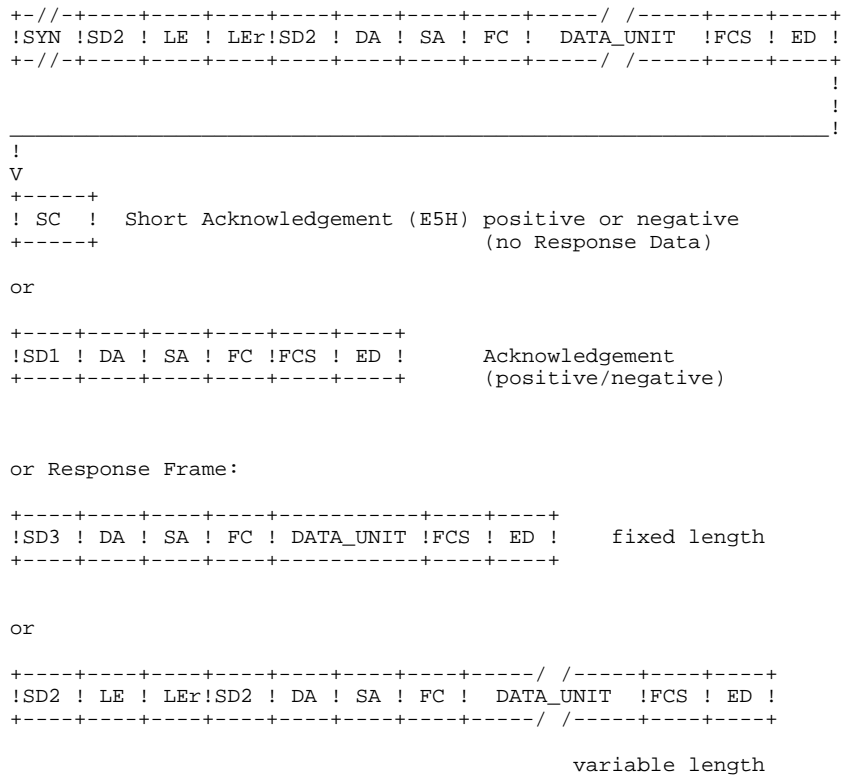 +-//-+----+----+----+----+----+----+----+-----/ /-----+----+----+
!SYN !SD2 ! LE ! LEr!SD2 ! DA ! SA ! FC !  DATA_UNIT  !FCS ! ED !
+-//-+----+----+----+----+----+----+----+-----/ /-----+----+----+
!
!
________________________________________________________________!
!
V
+-----+
! SC  !  Short Acknowledgement (E5H) positive or negative
+-----+                              (no Response Data)
or
+----+----+----+----+----+----+
!SD1 ! DA ! SA ! FC !FCS ! ED !      Acknowledgement
+----+----+----+----+----+----+      (positive/negative)
or Response Frame:
+----+----+----+----+-----------+----+----+
!SD3 ! DA ! SA ! FC ! DATA_UNIT !FCS ! ED !    fixed length
+----+----+----+----+-----------+----+----+
or
+----+----+----+----+----+----+----+-----/ /-----+----+----+
!SD2 ! LE ! LEr!SD2 ! DA ! SA ! FC !  DATA_UNIT  !FCS ! ED !
+----+----+----+----+----+----+----+-----/ /-----+----+----+
variable length